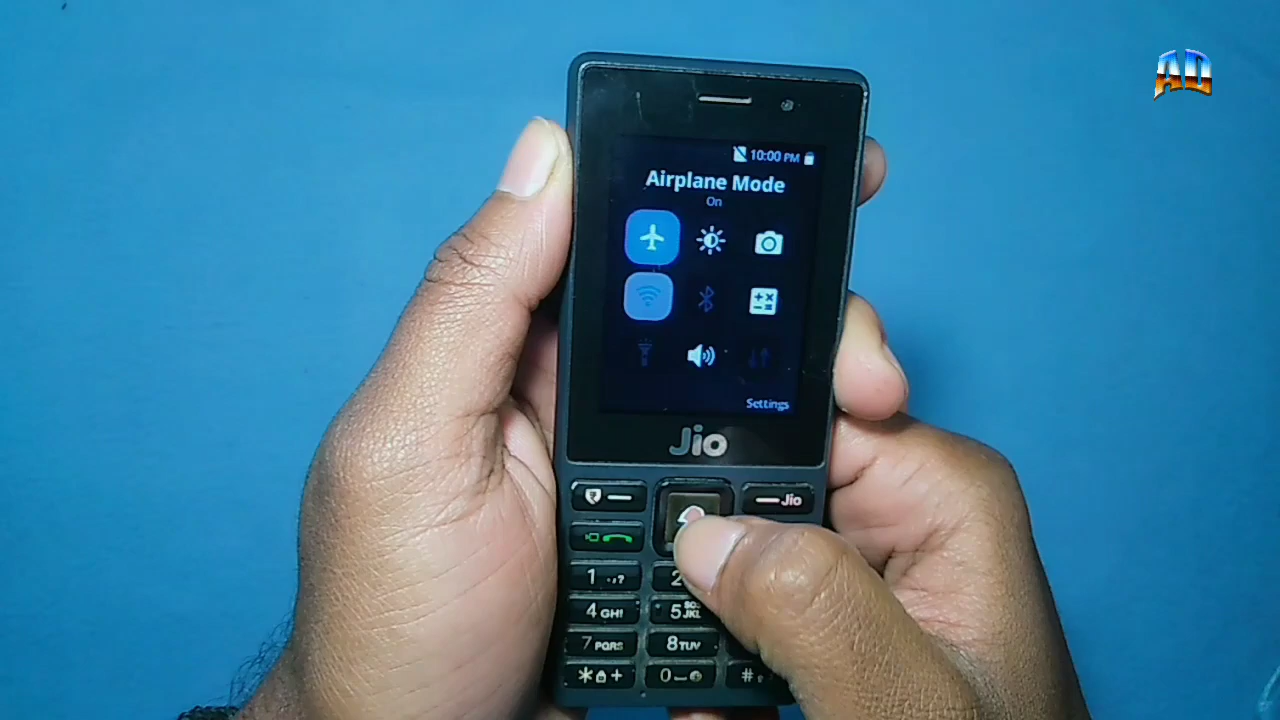 AD
10:00 PM
Airplane Mode
On
Settings
Jio
Jio
1 .,?
2
4 GHI
5 JKL
7 PQRS
8 TUV
* +
0
#